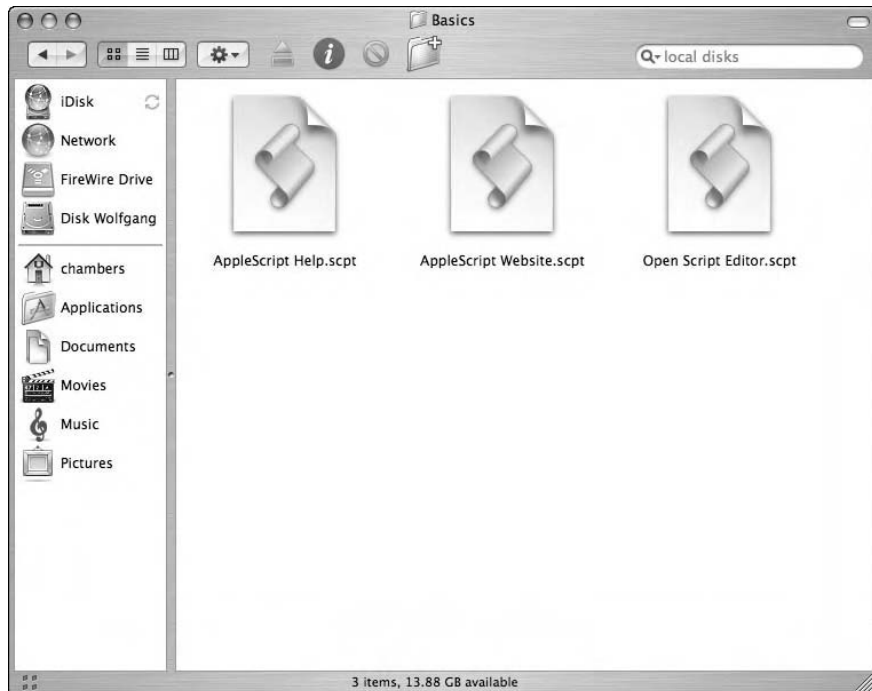 Basics
local disks
iDisk
Network
FireWire Drive
Disk Wolfgang
chambers
Applications
Documents
Movies
Music
Pictures
AppleScript Help.scpt
AppleScript Website.scpt
Open Script Editor.scpt
3 items, 13.88 GB available